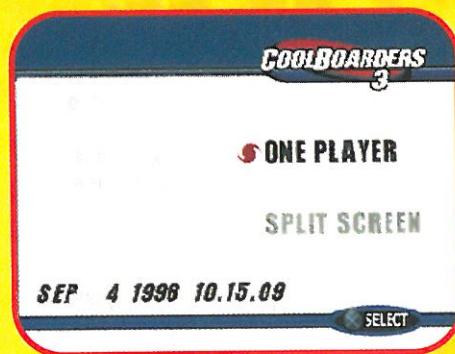 COOLBOARDERS
3
ONE PLAYER
SPLIT SCREEN
SEP 4 1998 10.15.09
SELECT